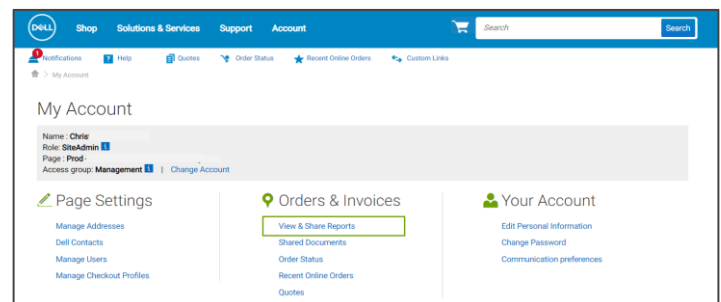 DELL Shop Solutions & Services Support Account Search Search
1 Notifications ? Help Quotes Order Status Recent Online Orders Custom Links
> My Account
My Account
Name : Chris
Role: SiteAdmin i
Page : Prod
Access group: Management i | Change Account
Page Settings
Manage Addresses
Dell Contacts
Manage Users
Manage Checkout Profiles
Orders & Invoices
View & Share Reports
Shared Documents
Order Status
Recent Online Orders
Quotes
Your Account
Edit Personal Information
Change Password
Communication preferences